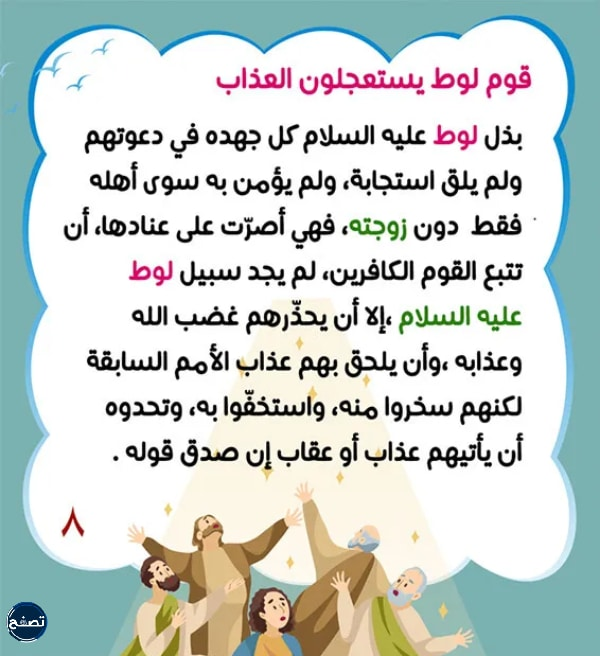 قوم لوط يستعجلون العذاب
بذل لوط عليه السلام كل جهده في دعوتهم
ولم يلق استجابة، ولم يؤمن به سوى أهله
فقط دون زوجته، فهي أصرّت على عنادها، أن
تتبع القوم الكافرين، لم يجد سبيل لوط
عليه السلام ،إلا أن يحذّرهم غضب الله
وعذابه ،وأن يلحق بهم عذاب الأمم السابقة
لكنهم سخروا منه، واستخفّوا به، وتحدوه
أن يأتيهم عذاب أو عقاب إن صدق قوله .
٨
تصفح